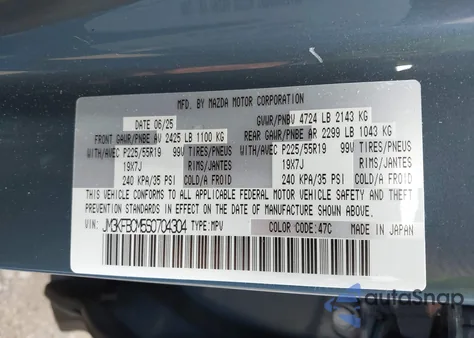 MFD. BY MAZDA MOTOR CORPORATION
DATE 06/25 GVWR/PNBV 4724 LB 2143 KG
FRONT GAWR/PNBE AV 2425 LB 1100 KG REAR GAWR/PNBE AR 2299 LB 1043 KG
WITH/AVEC P225/55R19 99V TIRES/PNEUS WITH/AVEC P225/55R19 99V TIRES/PNEUS
19X7J RIMS/JANTES 19X7J RIMS/JANTES
240 KPA/35 PSI COLD/A FROID 240 KPA/35 PSI COLD/A FROID
THIS VEHICLE CONFORMS TO ALL APPLICABLE FEDERAL MOTOR VEHICLE SAFETY AND THEFT
PREVENTION STANDARDS IN EFFECT ON THE DATE OF MANUFACTURE SHOWN ABOVE.
VIN: JM3KFBCM5S0704304 TYPE: MPV COLOR: 47C MADE IN JAPAN
autoSnap